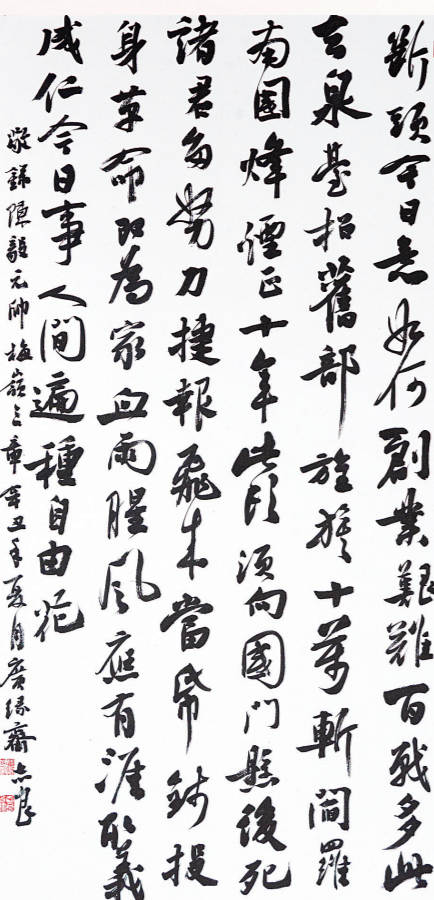 断頭今日意如何創業艱難百戰多此
去泉臺招舊部旌旗十萬斬閻羅
南國烽煙正十年此頭須向國門懸後死
諸君多努力捷報飛來當紙錢投
身革命即為家血雨腥風應有涯取義
成仁今日事人間遍種自由花
敬錄陳毅元帥梅嶺三章辛丑年夏月廣緣齋志良